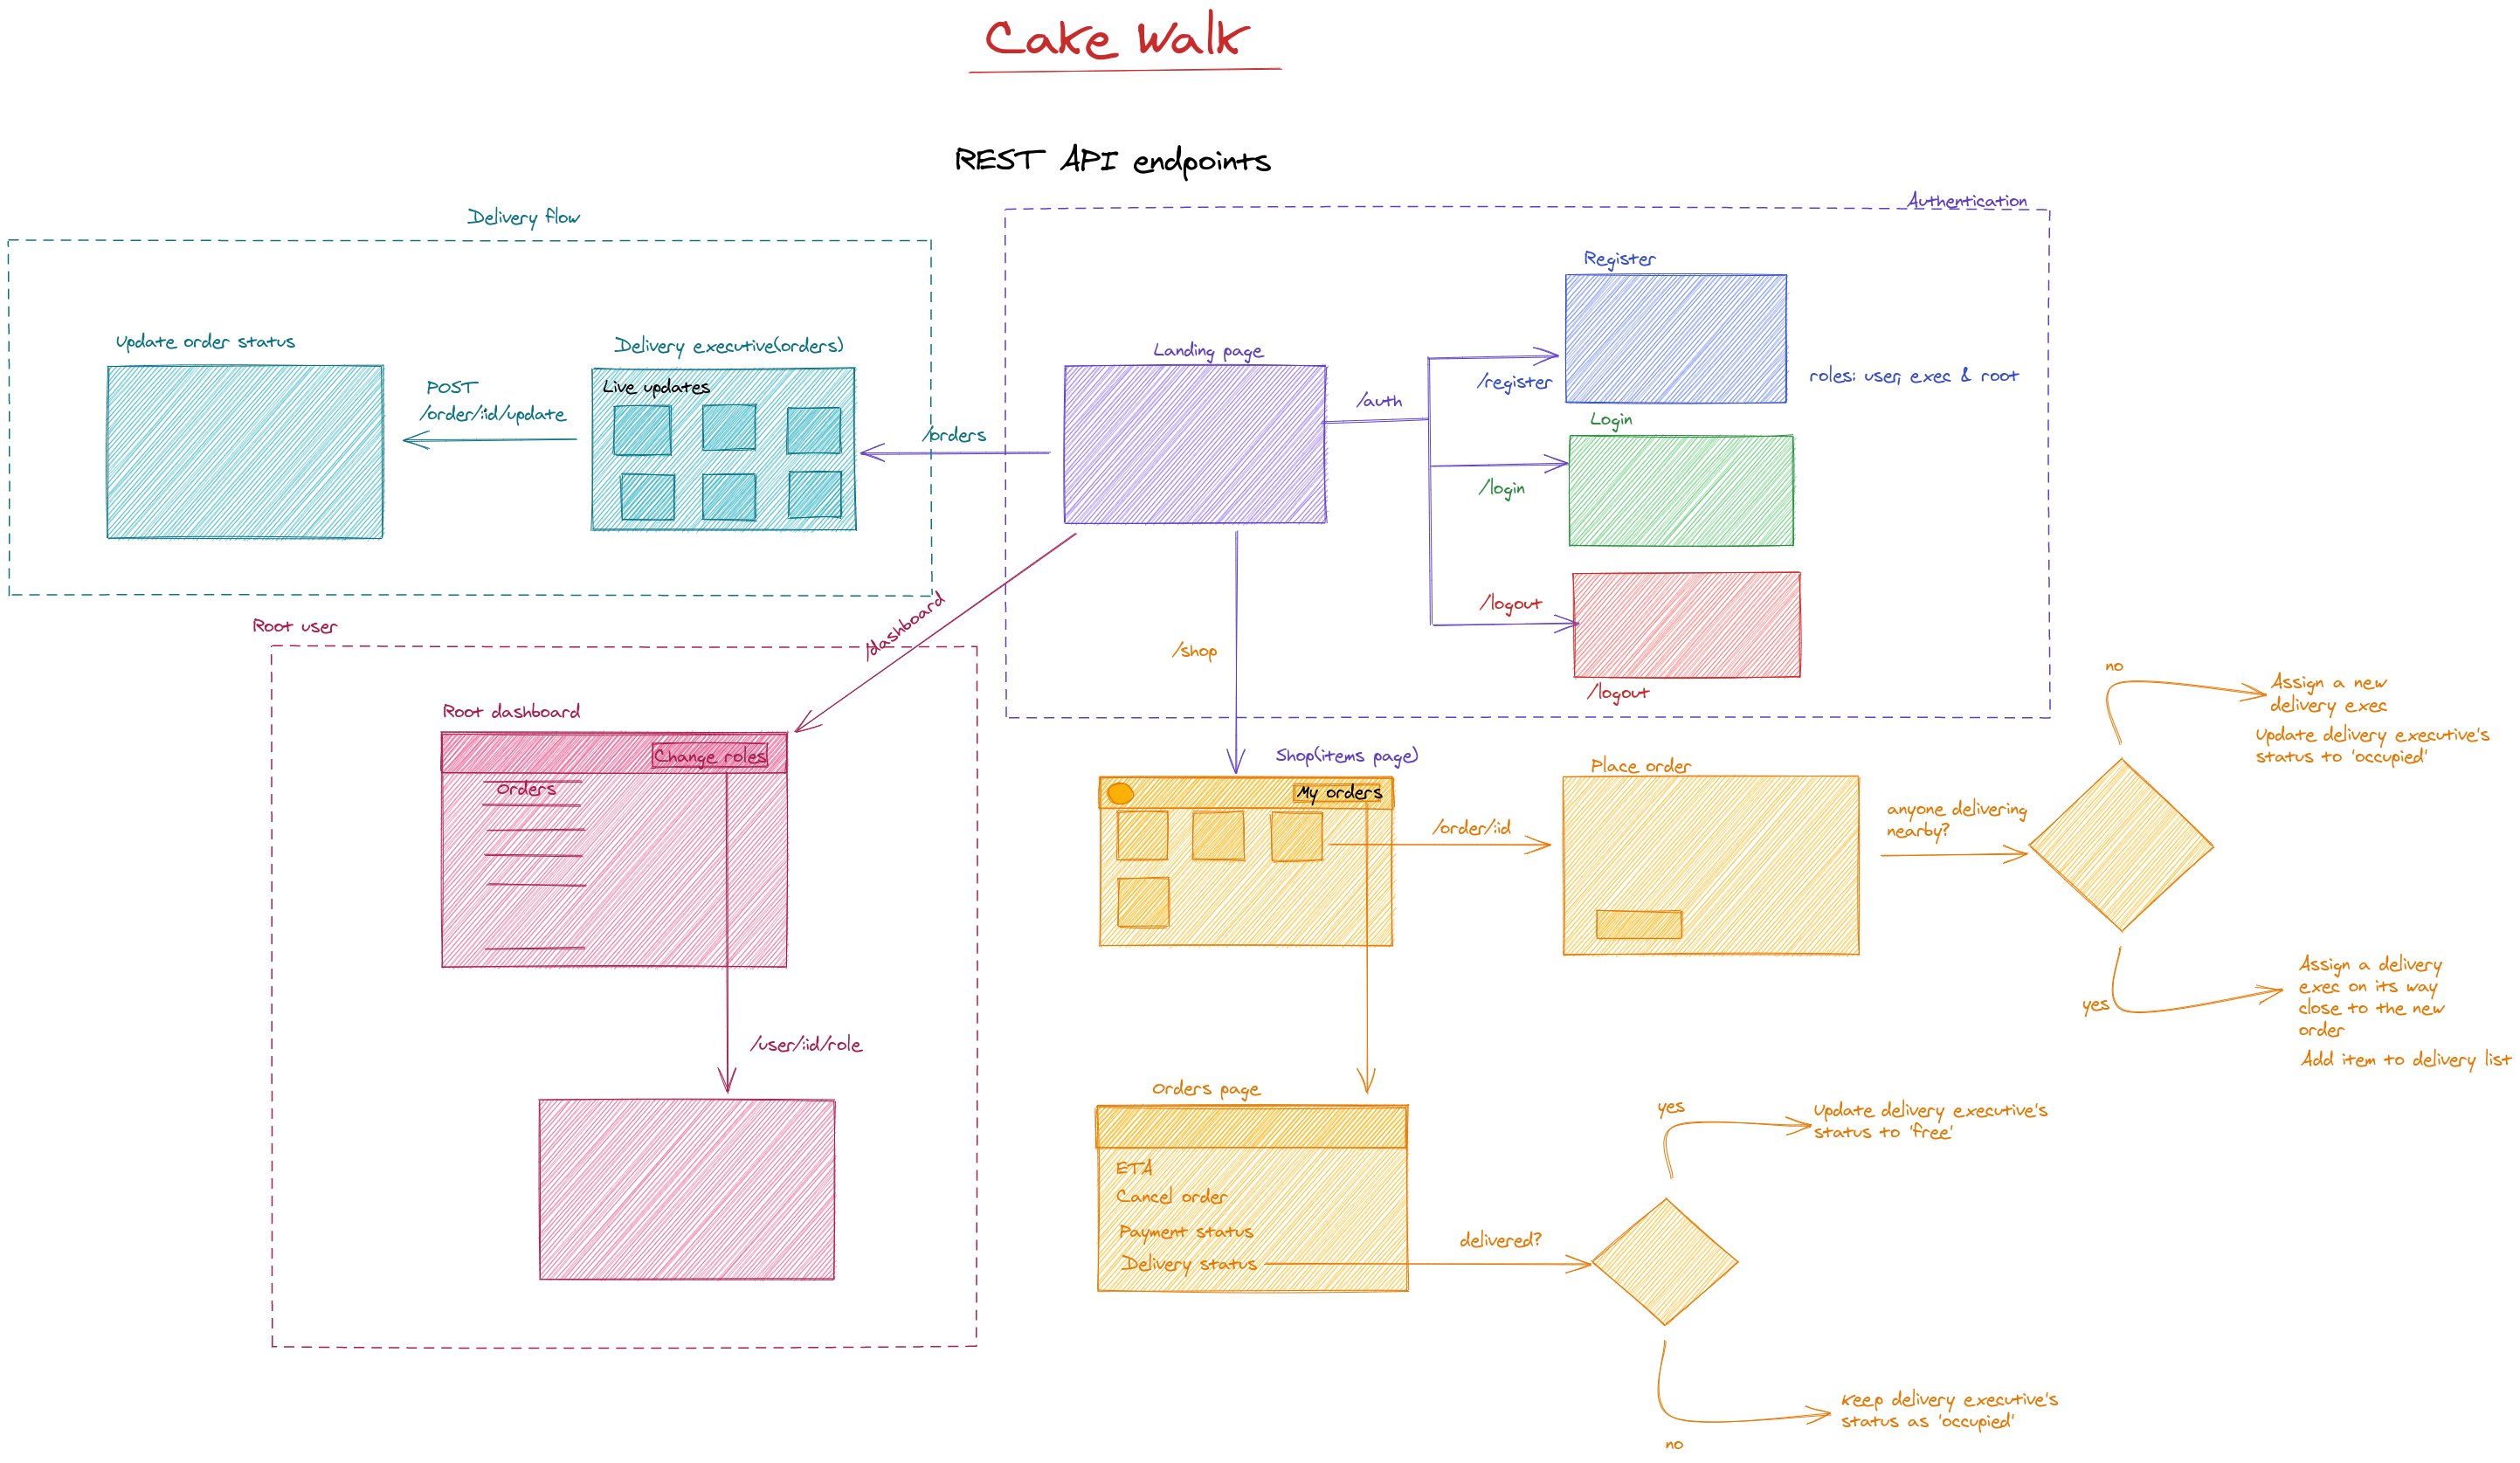 Cake Walk
REST API endpoints
Delivery flow
Update order status
POST
/order/:id/update
Delivery executive(orders)
Live updates
/orders
Authentication
Landing page
/auth
Register
/register
roles: user, exec & root
Login
/login
/logout
/logout
Root user
/dashboard
Root dashboard
Change roles
Orders
/user/:id/role
/shop
Shop(items page)
My orders
/order/:id
Place order
anyone delivering
nearby?
no
Assign a new
delivery exec
Update delivery executive's
status to 'occupied'
yes
Assign a delivery
exec on its way
close to the new
order
Add item to delivery list
Orders page
ETA
Cancel order
Payment status
Delivery status
delivered?
yes
Update delivery executive's
status to 'free'
Keep delivery executive's
status as 'occupied'
no